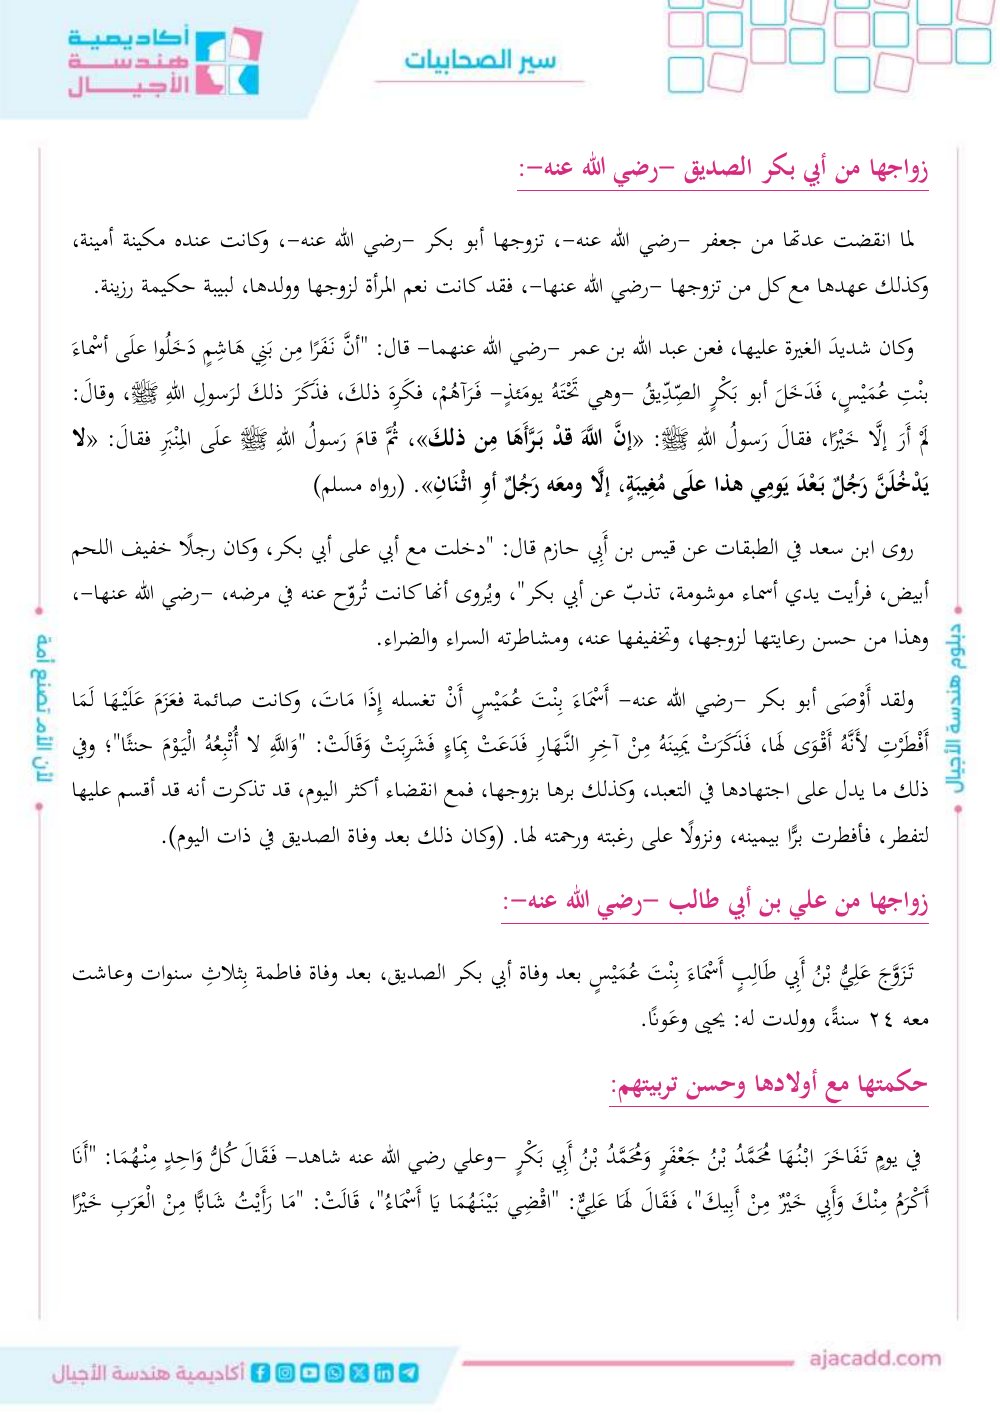 أكاديمية
هندسة
الأجيال
سير الصحابيات
زواجها من أبي بكر الصديق –رضي الله عنه–:
لما انقضت عدتها من جعفر –رضي الله عنه–، تزوجها أبو بكر –رضي الله عنه–، وكانت عنده مكينة أمينة،
وكذلك عهدها مع كل من تزوجها –رضي الله عنها–، فقد كانت نعم المرأة لزوجها وولدها، لبيبة حكيمة رزينة.
وكان شديدَ الغيرة عليها، فعن عبد الله بن عمر –رضي الله عنهما– قال: "أنَّ نَفَرًا مِن بَنِي هَاشِمٍ دَخَلُوا علَى أسْماءَ
بنْتِ عُمَيْسٍ، فَدَخَلَ أبو بَكْرٍ الصِّدِّيقُ –وهي تَحْتَهُ يومَئذٍ– فَرَآهُمْ، فكَرِهَ ذلكَ، فذَكَرَ ذلكَ لرَسولِ اللهِ ﷺ، وقالَ:
لَمْ أَرَ إلَّا خَيْرًا، فقالَ رَسولُ اللهِ ﷺ: «إنَّ اللَّهَ قدْ بَرَّأَهَا مِن ذلكَ»، ثُمَّ قامَ رَسولُ اللهِ ﷺ علَى المِنْبَرِ فقالَ: «لا
يَدْخُلَنَّ رَجُلٌ بَعْدَ يَومِي هذا علَى مُغِيبَةٍ، إلَّا ومعَه رَجُلٌ أوِ اثْنَانِ». (رواه مسلم)
روى ابن سعد في الطبقات عن قيس بن أَبِي حازم قال: "دخلت مع أبي على أبي بكر، وكان رجلًا خفيف اللحم
أبيض، فرأيت يدي أسماء موشومة، تذبّ عن أبي بكر"، ويُروى أنها كانت تُروّح عنه في مرضه، –رضي الله عنها–،
وهذا من حسن رعايتها لزوجها، وتخفيفها عنه، ومشاطرته السراء والضراء.
ولقد أَوْصَى أبو بكر –رضي الله عنه– أَسْمَاءَ بِنْتَ عُمَيْسٍ أَنْ تغسله إِذَا مَاتَ، وكانت صائمة فعَزَمَ عَلَيْهَا لَمَا
أَفْطَرْتِ لأَنَّهُ أَقْوَى لَهَا، فَذَكَرَتْ يَمِينَهُ مِنْ آخِرِ النَّهَارِ فَدَعَتْ بِمَاءٍ فَشَرِبَتْ وَقَالَتْ: "وَاللَّهِ لا أُتْبِعُهُ الْيَوْمَ حنثًا"؛ وفي
ذلك ما يدل على اجتهادها في التعبد، وكذلك برها بزوجها، فمع انقضاء أكثر اليوم، قد تذكرت أنه قد أقسم عليها
لتفطر، فأفطرت برًّا بيمينه، ونزولًا على رغبته ورحمته لها. (وكان ذلك بعد وفاة الصديق في ذات اليوم).
زواجها من علي بن أبي طالب –رضي الله عنه–:
تَزَوَّجَ عَلِيُّ بْنُ أَبِي طَالِبٍ أَسْمَاءَ بِنْتَ عُمَيْسٍ بعد وفاة أبي بكر الصديق، بعد وفاة فاطمة بِثلاثِ سنوات وعاشت
معه ٢٤ سنةً، وولدت له: يحيى وعَونًا.
حكمتها مع أولادها وحسن تربيتهم:
في يومٍ تَفَاخَرَ ابْنُهَا مُحَمَّدُ بْنُ جَعْفَرٍ وَمُحَمَّدُ بْنُ أَبِي بَكْرٍ –وعلي رضي الله عنه شاهد– فَقَالَ كُلُّ وَاحِدٍ مِنْهُمَا: "أَنَا
أَكْرَمُ مِنْكَ وَأَبِي خَيْرٌ مِنْ أَبِيكَ"، فَقَالَ لَهَا عَلِيٌّ: "اقْضِي بَيْنَهُمَا يَا أَسْمَاءُ"، قَالَتْ: "مَا رَأَيْتُ شَابًّا مِنْ الْعَرَبِ خَيْرًا
دبلوم هندسة الأجيال
لأن الأم تصنع أمة
أكاديمية هندسة الأجيال
ajacadd.com